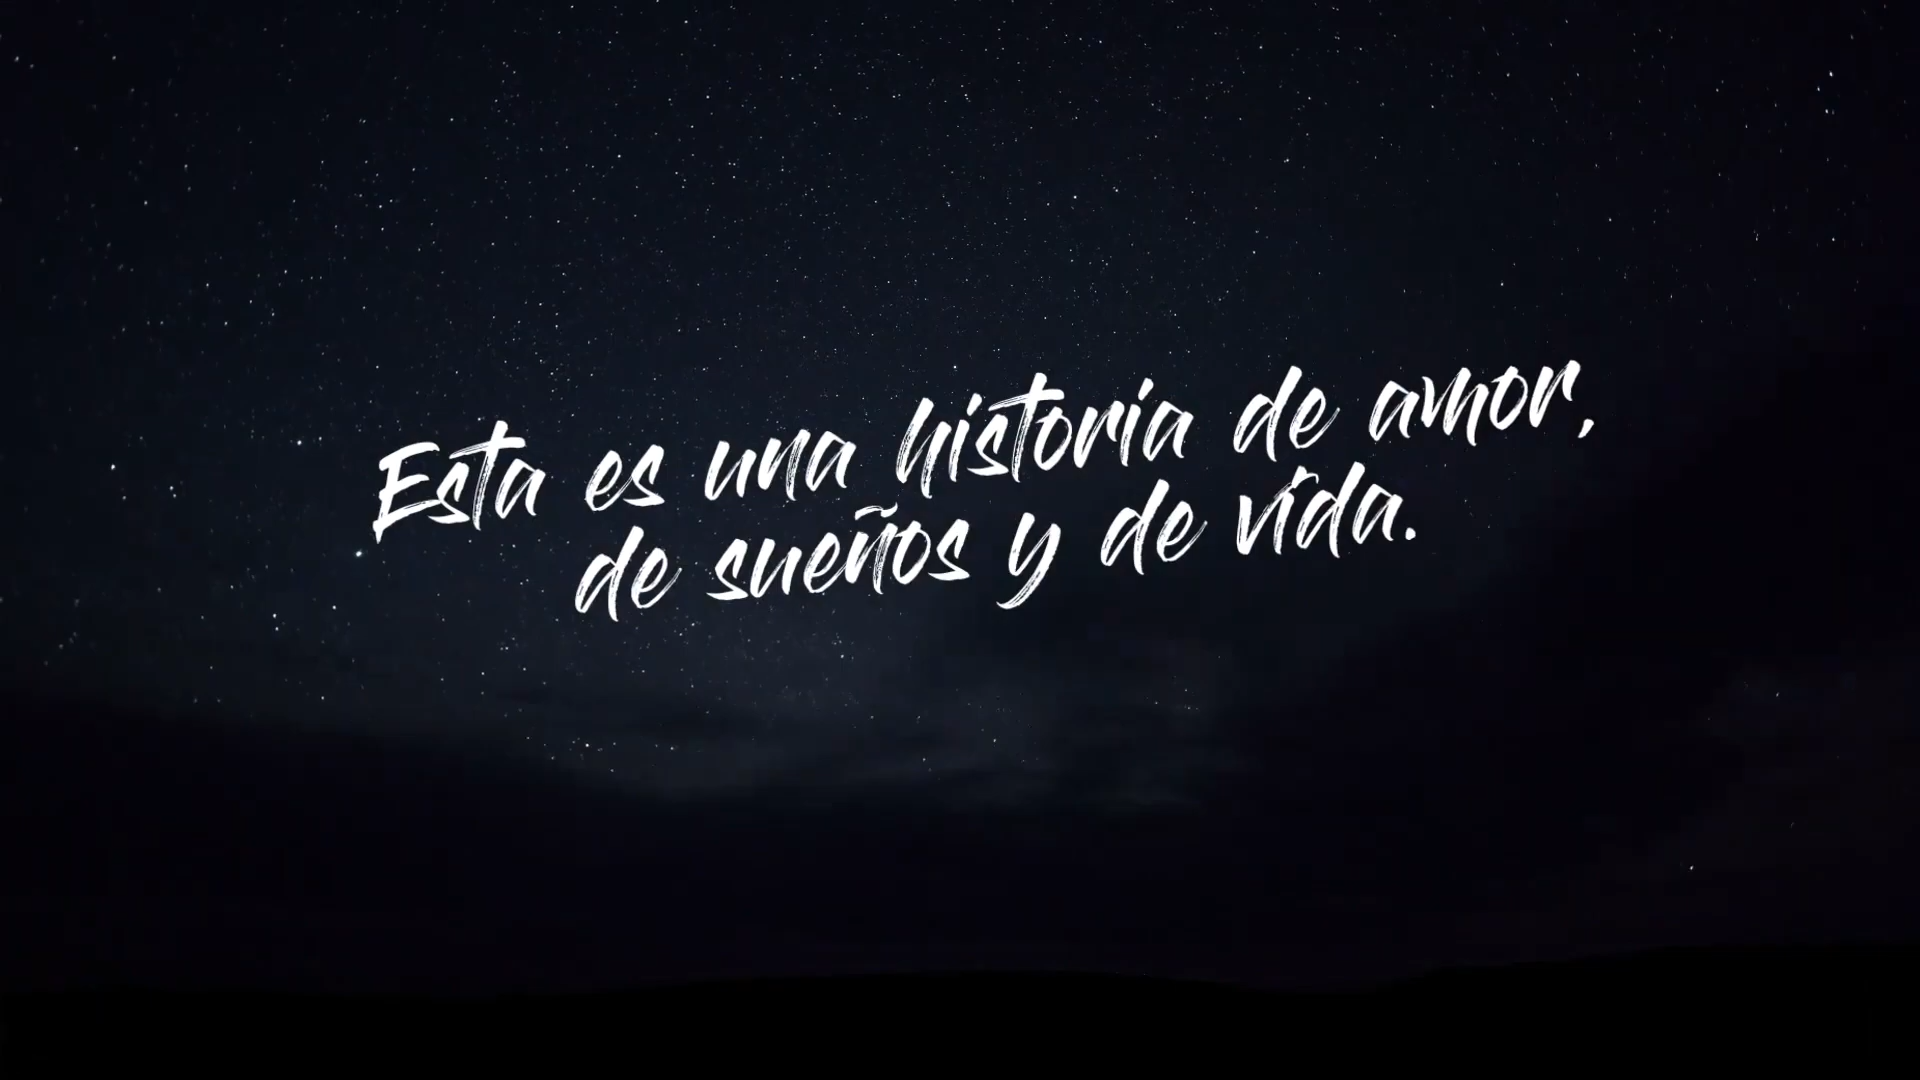 Esta es una historia de amor,
de sueños y de vida.